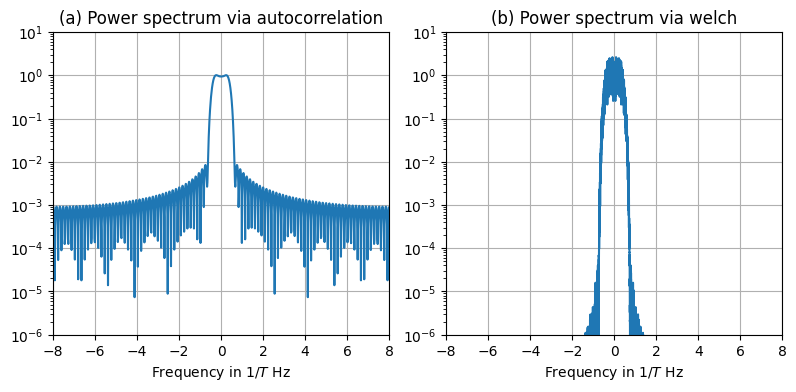 (a) Power spectrum via autocorrelation
(b) Power spectrum via welch
10¹
10⁰
10⁻¹
10⁻²
10⁻³
10⁻⁴
10⁻⁵
10⁻⁶
−8 −6 −4 −2 0 2 4 6 8
Frequency in 1/T Hz
10¹
10⁰
10⁻¹
10⁻²
10⁻³
10⁻⁴
10⁻⁵
10⁻⁶
−8 −6 −4 −2 0 2 4 6 8
Frequency in 1/T Hz